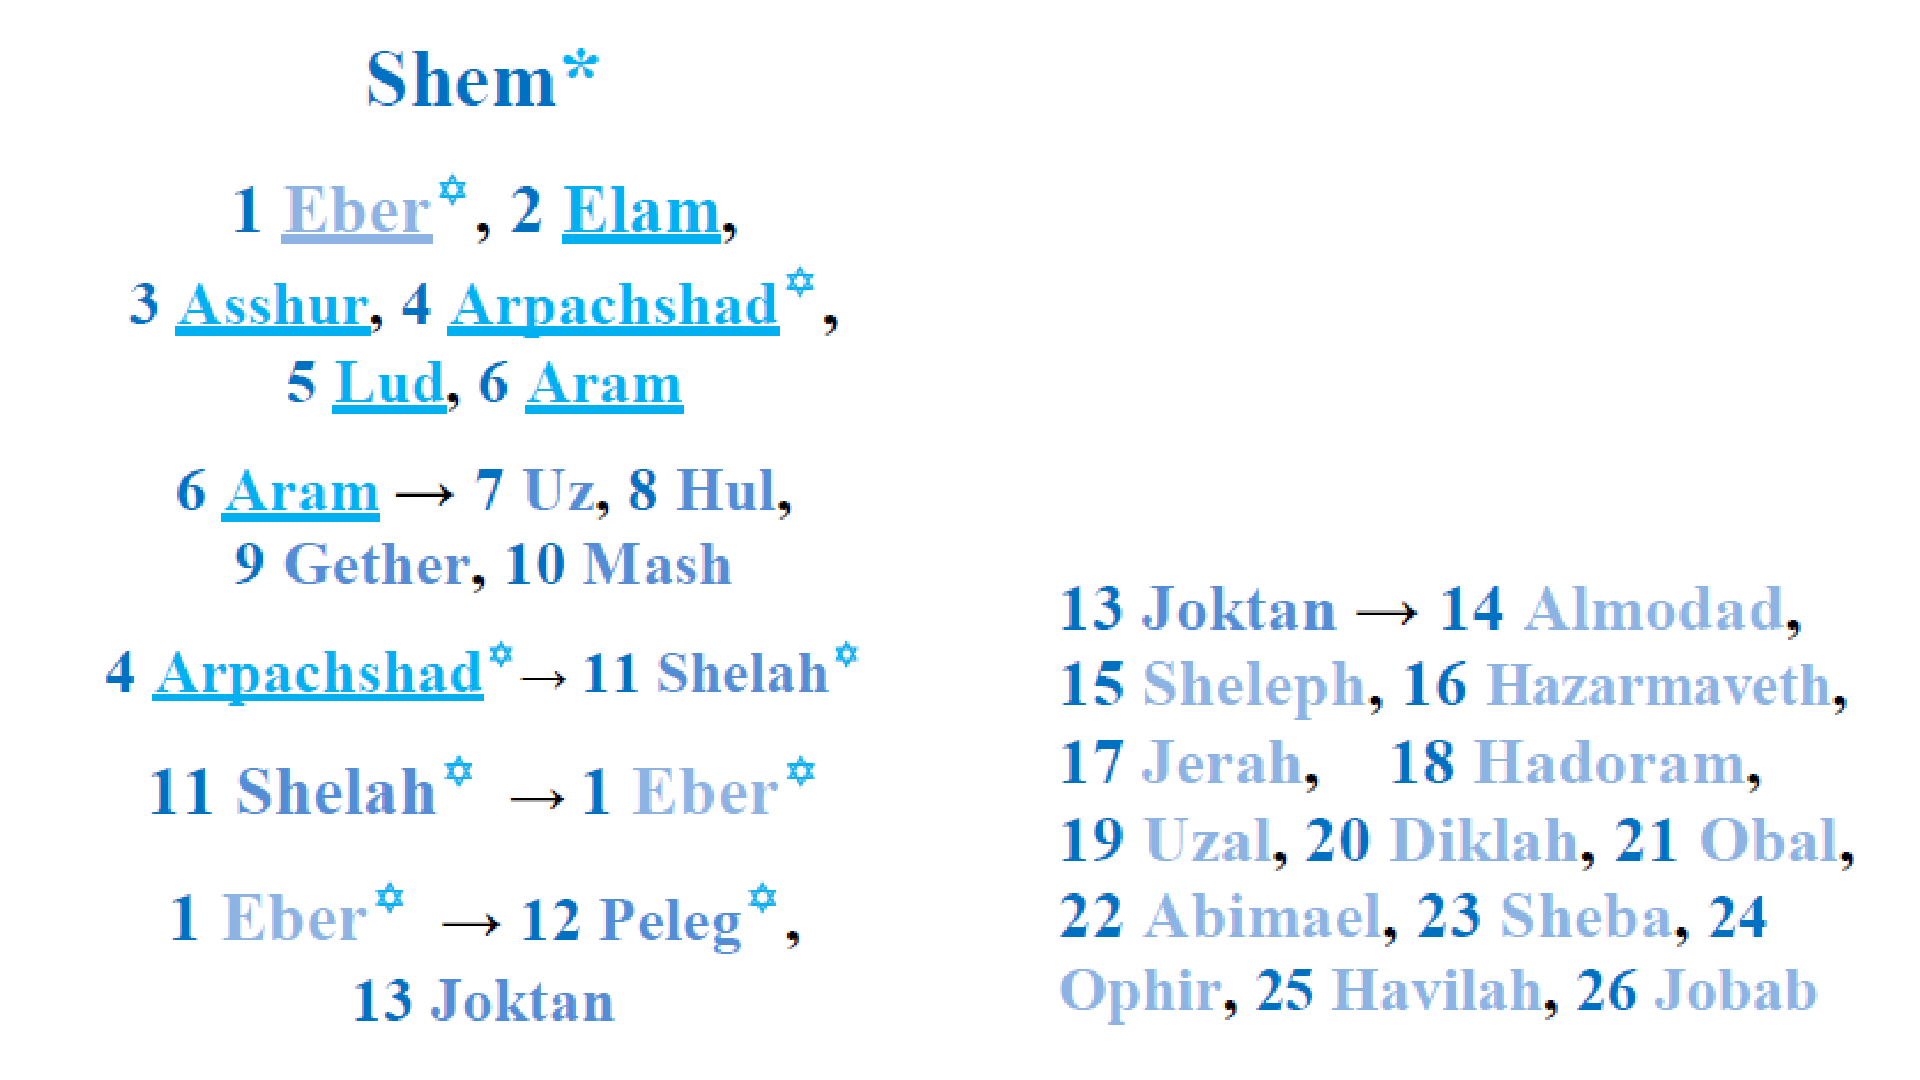 Shem*
1 Eber✡, 2 Elam,
3 Asshur, 4 Arpachshad✡,
5 Lud, 6 Aram
6 Aram → 7 Uz, 8 Hul,
9 Gether, 10 Mash
4 Arpachshad✡→ 11 Shelah✡
11 Shelah✡ → 1 Eber✡
1 Eber✡ → 12 Peleg✡,
13 Joktan
13 Joktan → 14 Almodad,
15 Sheleph, 16 Hazarmaveth,
17 Jerah, 18 Hadoram,
19 Uzal, 20 Diklah, 21 Obal,
22 Abimael, 23 Sheba, 24
Ophir, 25 Havilah, 26 Jobab